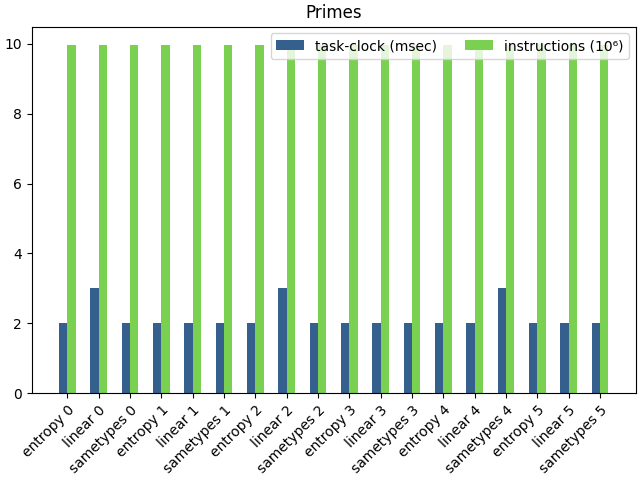 Primes
task-clock (msec)
instructions (10⁶)
10
8
6
4
2
0
entropy 0
linear 0
sametypes 0
entropy 1
linear 1
sametypes 1
entropy 2
linear 2
sametypes 2
entropy 3
linear 3
sametypes 3
entropy 4
linear 4
sametypes 4
entropy 5
linear 5
sametypes 5